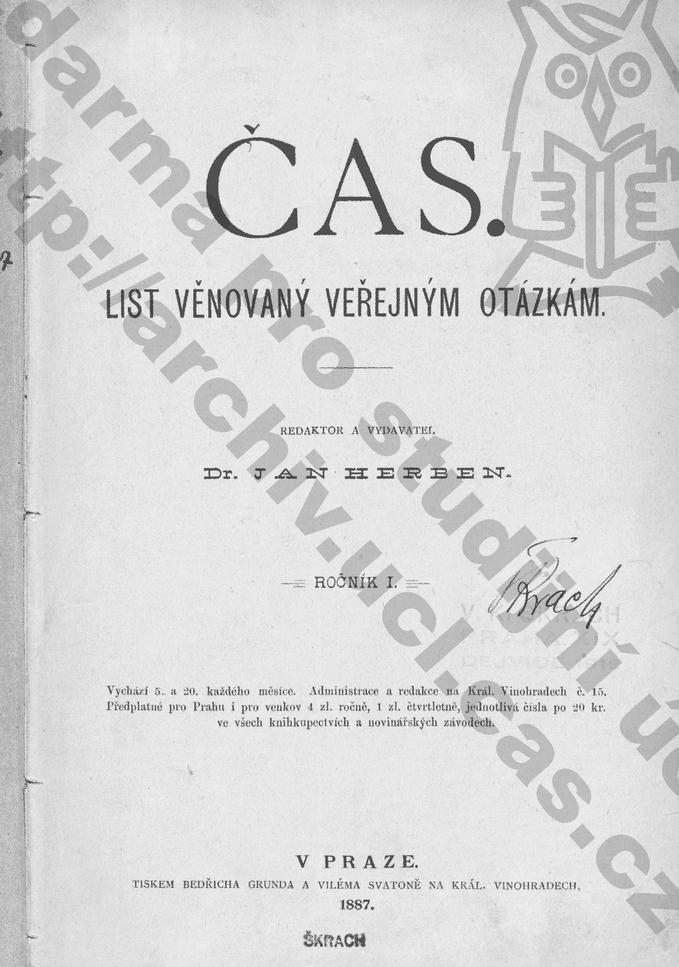 ČAS.
LIST VĚNOVANÝ VEŘEJNÝM OTÁZKÁM.
REDAKTOR A VYDAVATEL
Dr. JAN HERBEN.
ROČNÍK I.
Škrach
Vychází 5. a 20. každého měsíce. Administrace a redakce na Král. Vinohradech č. 15.
Předplatné pro Prahu i pro venkov 4 zl. ročně, 1 zl. čtvrtletně, jednotlivá čísla po 20 kr.
ve všech knihkupectvích a novinářských závodech.
V PRAZE.
TISKEM BEDŘICHA GRUNDA A VILÉMA SVATONĚ NA KRÁL. VINOHRADECH,
1887.
ŠKRACH
darma pro studijní úč
ttp://archiv.ucl.cas.cz